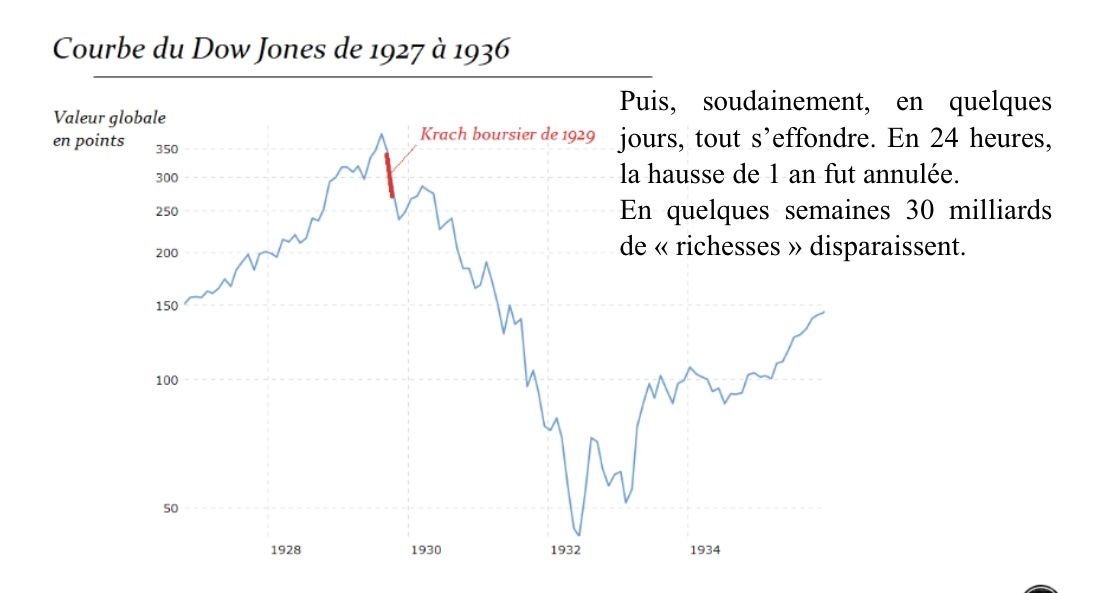 Courbe du Dow Jones de 1927 à 1936
Valeur globale
en points
Krach boursier de 1929
350
300
250
200
150
100
50
1928
1930
1932
1934
Puis, soudainement, en quelques
jours, tout s’effondre. En 24 heures,
la hausse de 1 an fut annulée.
En quelques semaines 30 milliards
de « richesses » disparaissent.